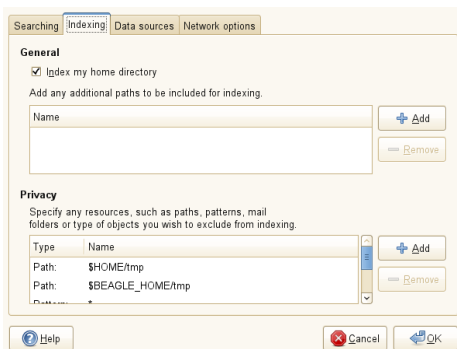 Searching Indexing Data sources Network options
General
Index my home directory
Add any additional paths to be included for indexing.
Name
Add
Remove
Privacy
Specify any resources, such as paths, patterns, mail
folders or type of objects you wish to exclude from indexing.
Type Name
Add
Path: $HOME/tmp
Remove
Path: $BEAGLE_HOME/tmp
Help Cancel OK